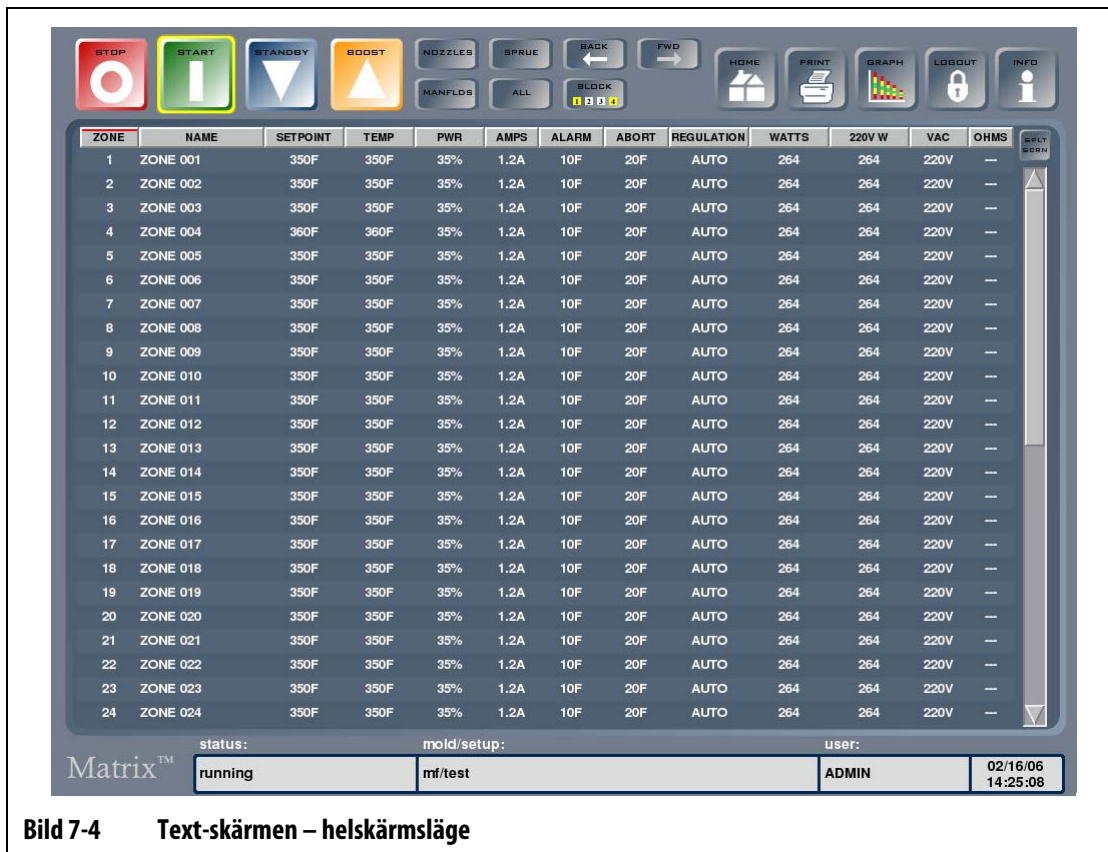 STOP START STANDBY BOOST NOZZLES SPRUE BACK FWD
HOME PRINT GRAPH LOGOUT INFO
MANFLDS ALL BLOCK
1 2 3 4
ZONE NAME SETPOINT TEMP PWR AMPS ALARM ABORT REGULATION WATTS 220V W VAC OHMS SPLT SCRN
1 ZONE 001 350F 350F 35% 1.2A 10F 20F AUTO 264 264 220V ---
2 ZONE 002 350F 350F 35% 1.2A 10F 20F AUTO 264 264 220V ---
3 ZONE 003 350F 350F 35% 1.2A 10F 20F AUTO 264 264 220V ---
4 ZONE 004 360F 360F 35% 1.2A 10F 20F AUTO 264 264 220V ---
5 ZONE 005 350F 350F 35% 1.2A 10F 20F AUTO 264 264 220V ---
6 ZONE 006 350F 350F 35% 1.2A 10F 20F AUTO 264 264 220V ---
7 ZONE 007 350F 350F 35% 1.2A 10F 20F AUTO 264 264 220V ---
8 ZONE 008 350F 350F 35% 1.2A 10F 20F AUTO 264 264 220V ---
9 ZONE 009 350F 350F 35% 1.2A 10F 20F AUTO 264 264 220V ---
10 ZONE 010 350F 350F 35% 1.2A 10F 20F AUTO 264 264 220V ---
11 ZONE 011 350F 350F 35% 1.2A 10F 20F AUTO 264 264 220V ---
12 ZONE 012 350F 350F 35% 1.2A 10F 20F AUTO 264 264 220V ---
13 ZONE 013 350F 350F 35% 1.2A 10F 20F AUTO 264 264 220V ---
14 ZONE 014 350F 350F 35% 1.2A 10F 20F AUTO 264 264 220V ---
15 ZONE 015 350F 350F 35% 1.2A 10F 20F AUTO 264 264 220V ---
16 ZONE 016 350F 350F 35% 1.2A 10F 20F AUTO 264 264 220V ---
17 ZONE 017 350F 350F 35% 1.2A 10F 20F AUTO 264 264 220V ---
18 ZONE 018 350F 350F 35% 1.2A 10F 20F AUTO 264 264 220V ---
19 ZONE 019 350F 350F 35% 1.2A 10F 20F AUTO 264 264 220V ---
20 ZONE 020 350F 350F 35% 1.2A 10F 20F AUTO 264 264 220V ---
21 ZONE 021 350F 350F 35% 1.2A 10F 20F AUTO 264 264 220V ---
22 ZONE 022 350F 350F 35% 1.2A 10F 20F AUTO 264 264 220V ---
23 ZONE 023 350F 350F 35% 1.2A 10F 20F AUTO 264 264 220V ---
24 ZONE 024 350F 350F 35% 1.2A 10F 20F AUTO 264 264 220V ---
status: mold/setup: user:
Matrix™ running mf/test ADMIN 02/16/06
14:25:08
Bild 7-4 Text-skärmen – helskärmsläge